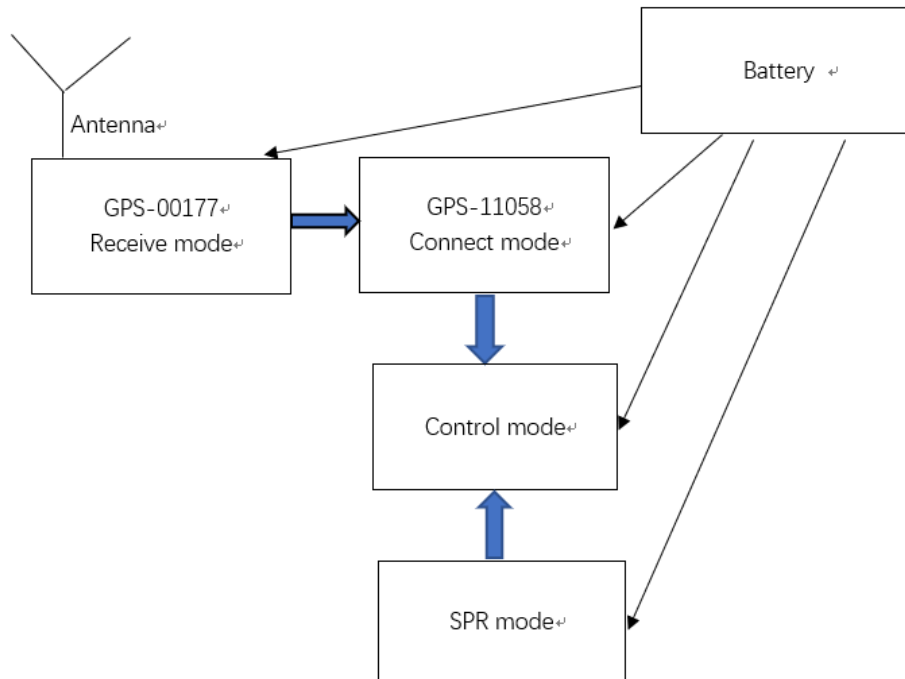 Battery
Antenna
GPS-00177
Receive mode
GPS-11058
Connect mode
Control mode
SPR mode